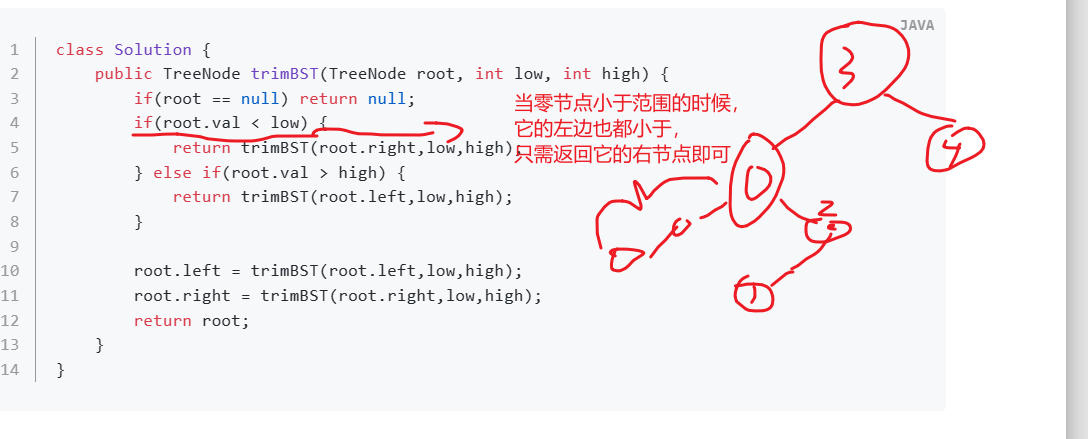 JAVA
1 class Solution {
2 public TreeNode trimBST(TreeNode root, int low, int high) {
3 if(root == null) return null;
4 if(root.val < low) {
5 return trimBST(root.right,low,high);
6 } else if(root.val > high) {
7 return trimBST(root.left,low,high);
8 }
9
10 root.left = trimBST(root.left,low,high);
11 root.right = trimBST(root.right,low,high);
12 return root;
13 }
14 }
当零节点小于范围的时候，
它的左边也都小于，
只需返回它的右节点即可
3
4
0
2
1